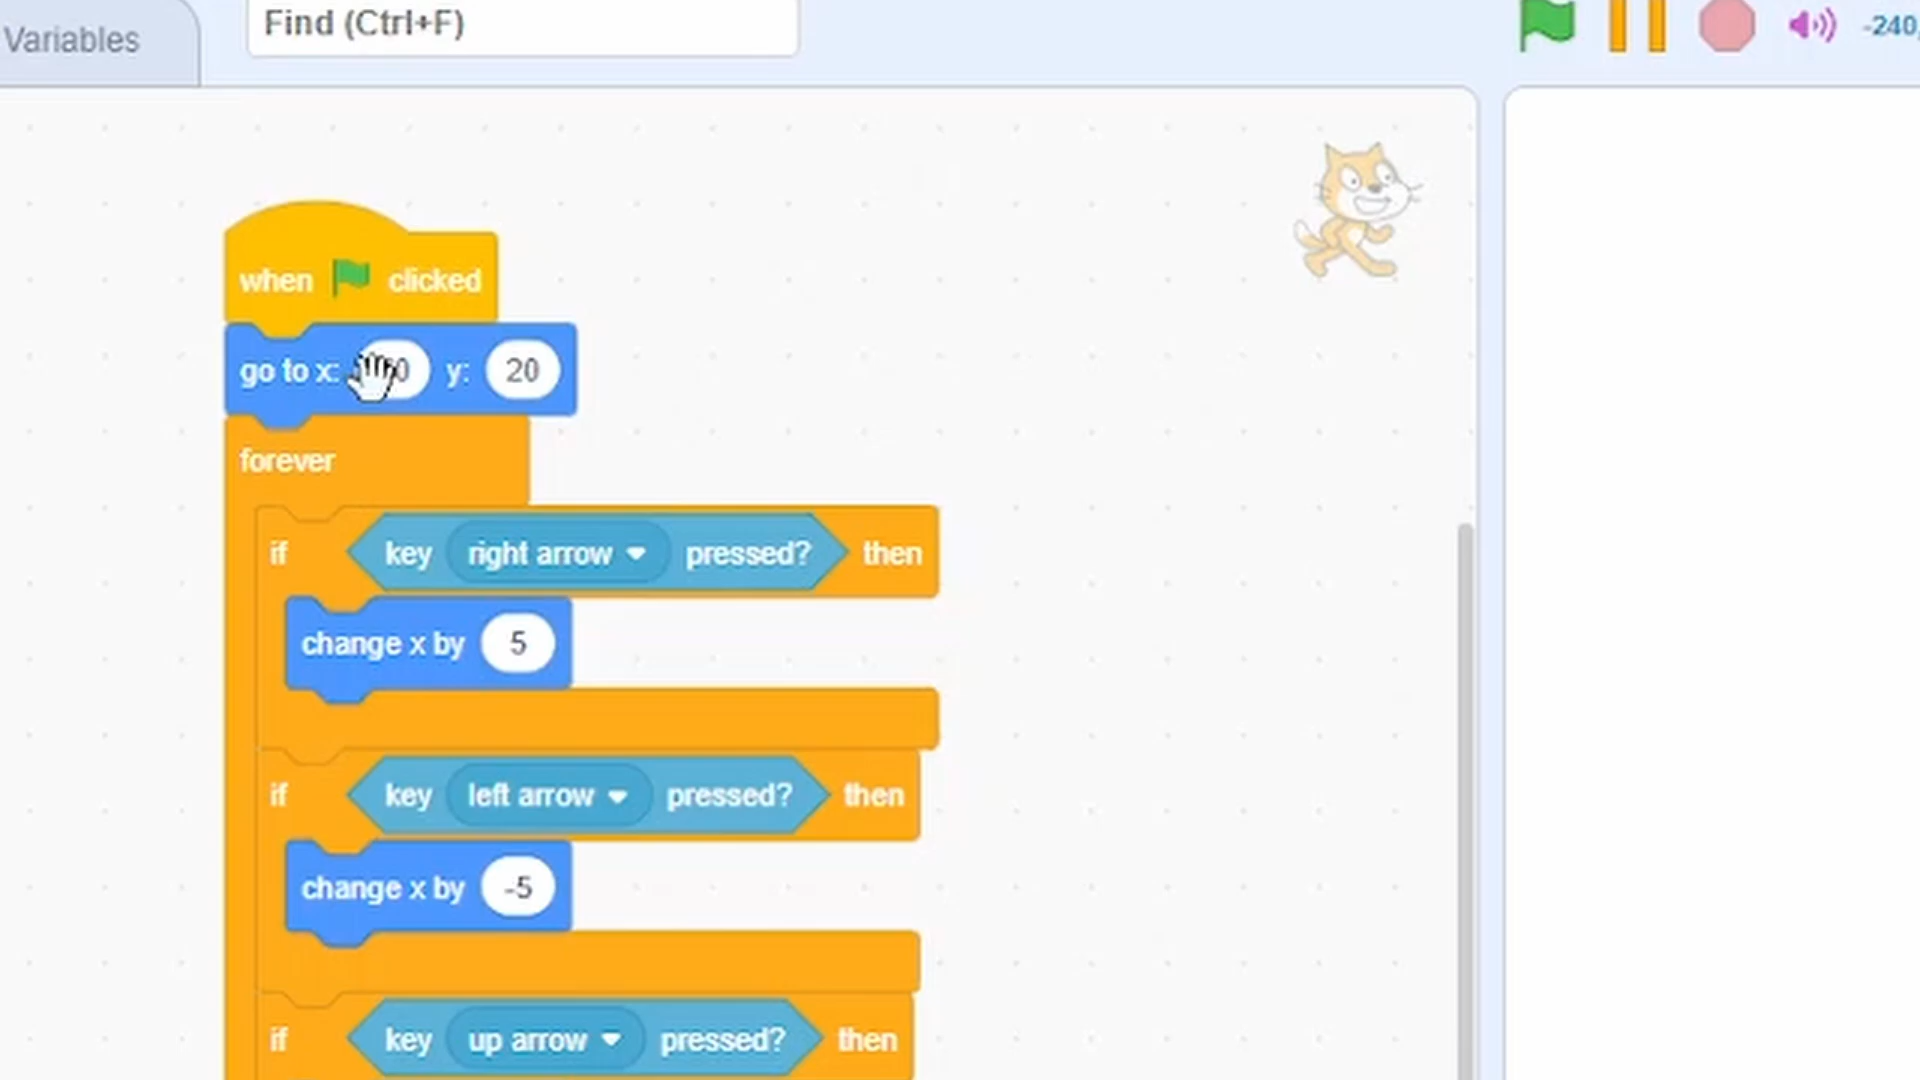 Variables
Find (Ctrl+F)
-240,
when clicked
go to x: y: 20
forever
if key right arrow pressed? then
change x by 5
if key left arrow pressed? then
change x by -5
if key up arrow pressed? then